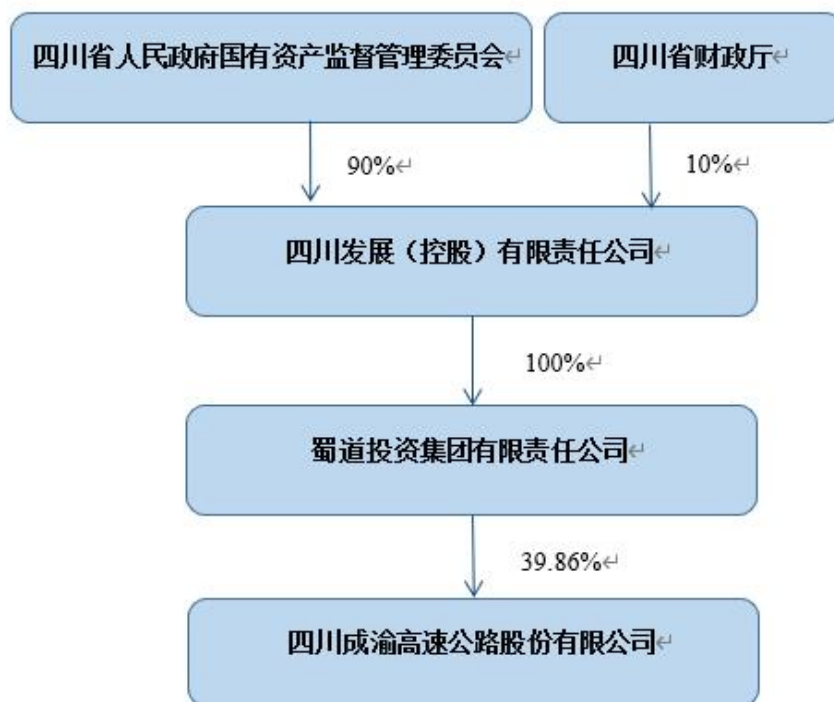 四川省人民政府国有资产监督管理委员会↵
四川省财政厅↵
90%↵
10%↵
四川发展（控股）有限责任公司↵
100%↵
蜀道投资集团有限责任公司↵
39.86%↵
四川成渝高速公路股份有限公司↵